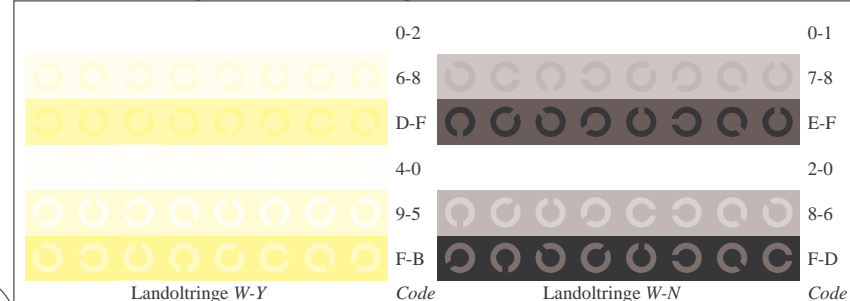 0-2 0-1
6-8 7-8
D-F E-F
4-0 2-0
9-5 8-6
F-B F-D
Landoltringe W-Y Code Landoltringe W-N Code